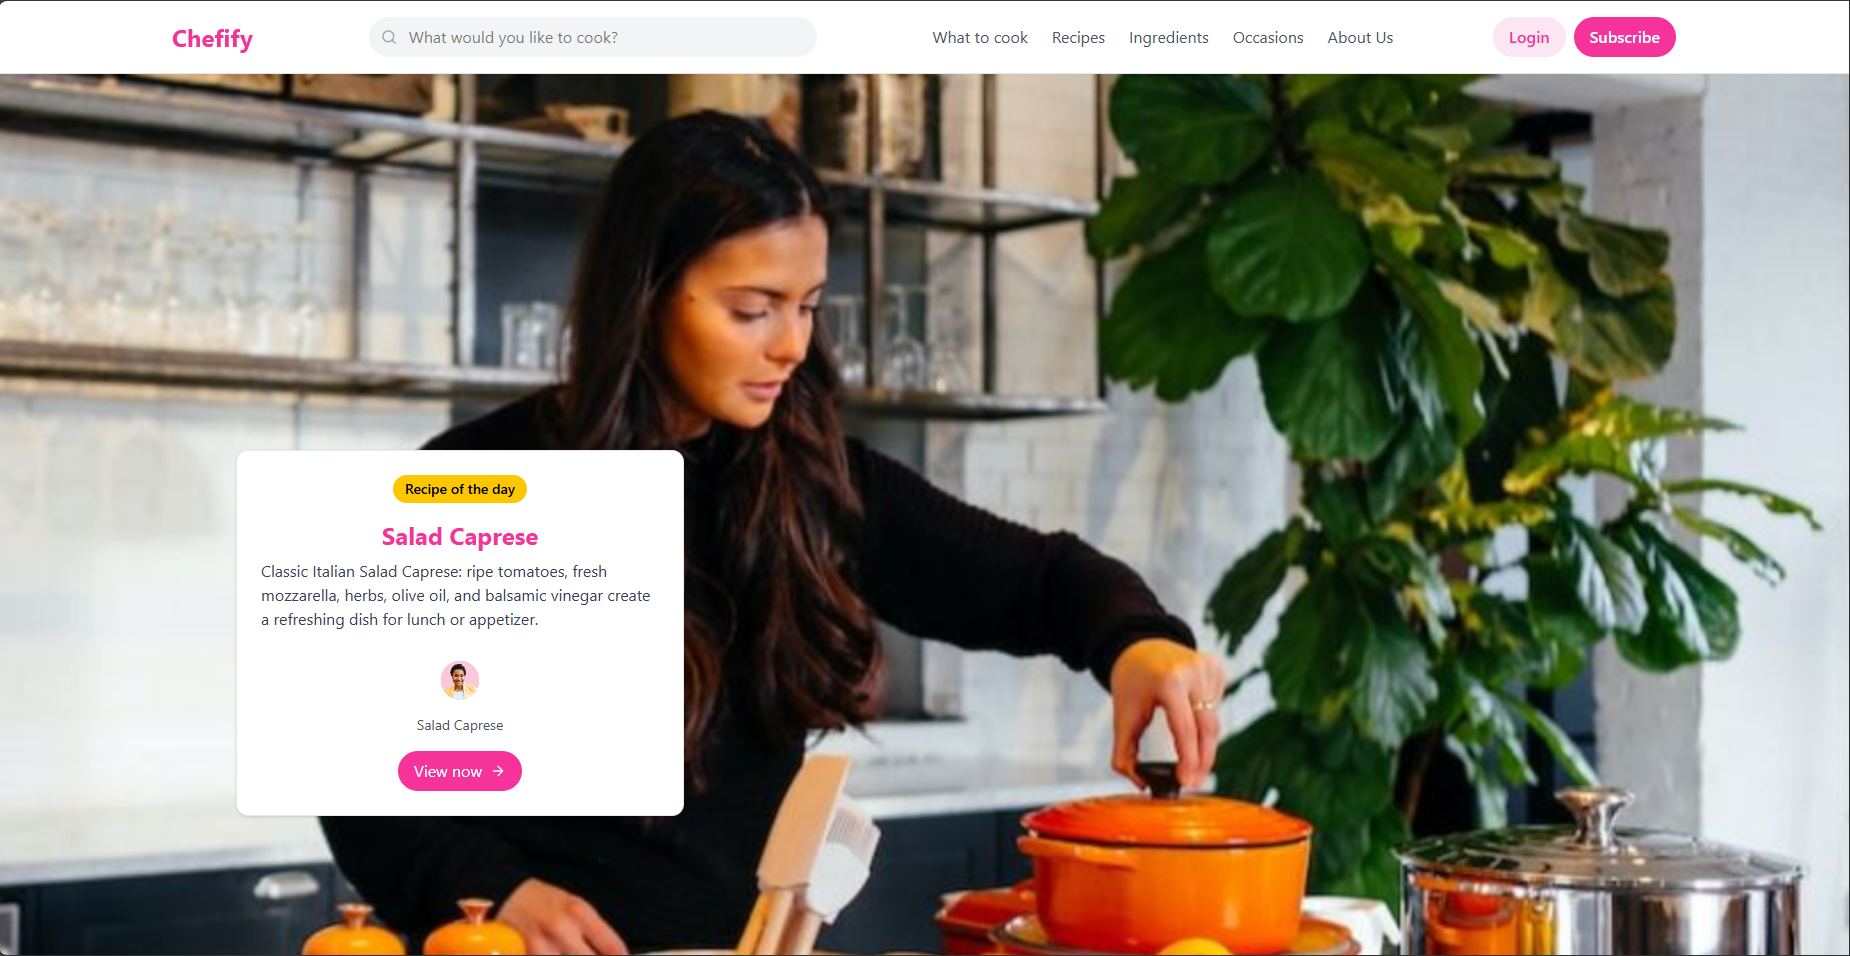 Chefify
What would you like to cook?
What to cook
Recipes
Ingredients
Occasions
About Us
Login
Subscribe
Recipe of the day
Salad Caprese
Classic Italian Salad Caprese: ripe tomatoes, fresh
mozzarella, herbs, olive oil, and balsamic vinegar create
a refreshing dish for lunch or appetizer.
Salad Caprese
View now